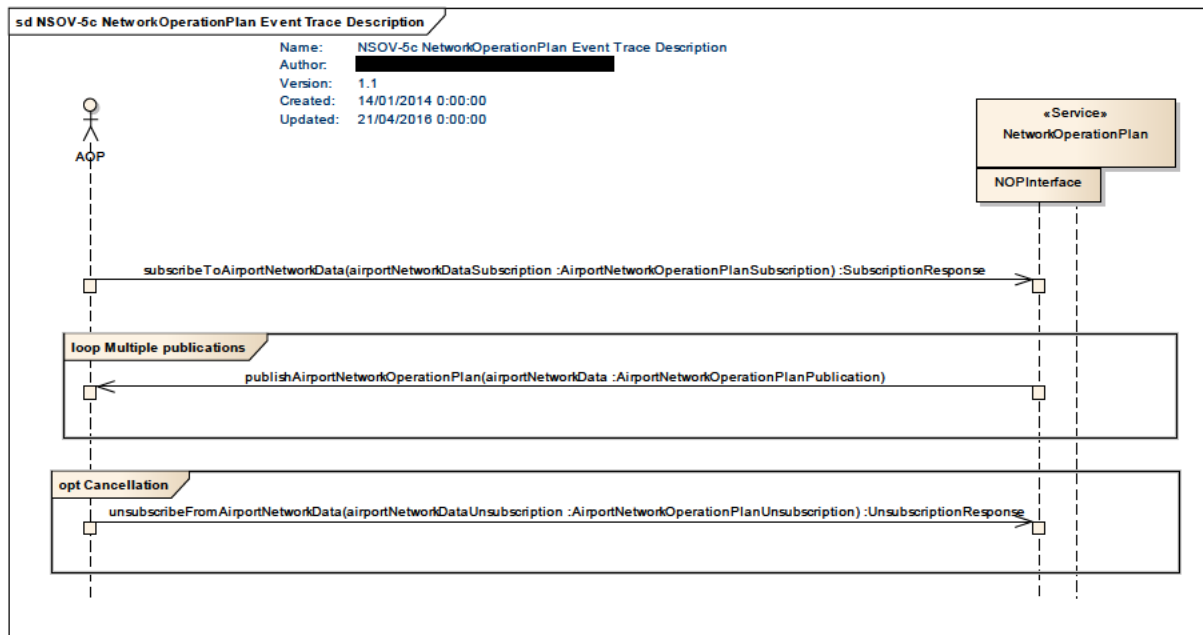 sd NSOV-5c NetworkOperationPlan Event Trace Description
Name: NSOV-5c NetworkOperationPlan Event Trace Description
Author:
Version: 1.1
Created: 14/01/2014 0:00:00
Updated: 21/04/2016 0:00:00
AOP
«Service»
NetworkOperationPlan
NOPInterface
subscribeToAirportNetworkData(airportNetworkDataSubscription :AirportNetworkOperationPlanSubscription) :SubscriptionResponse
loop Multiple publications
publishAirportNetworkOperationPlan(airportNetworkData :AirportNetworkOperationPlanPublication)
opt Cancellation
unsubscribeFromAirportNetworkData(airportNetworkDataUnsubscription :AirportNetworkOperationPlanUnsubscription) :UnsubscriptionResponse